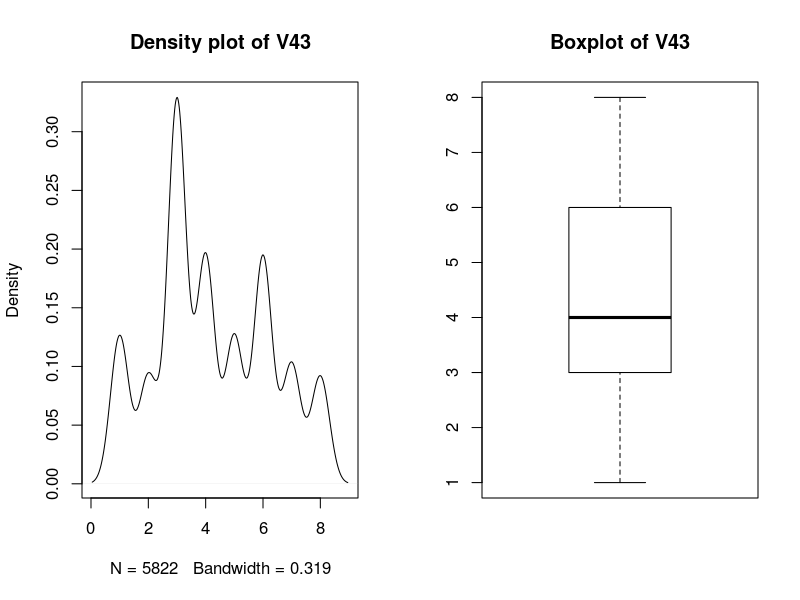 Density plot of V43
Density
0.00 0.05 0.10 0.15 0.20 0.25 0.30
0 2 4 6 8
N = 5822   Bandwidth = 0.319
Boxplot of V43
1 2 3 4 5 6 7 8